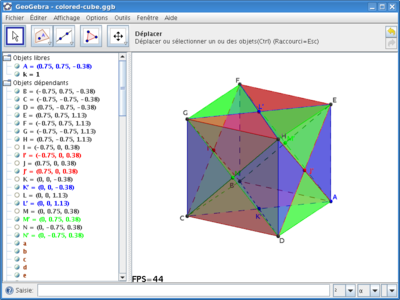 GeoGebra - colored-cube.ggb
Fichier Éditer Affichage Options Outils Fenêtre Aide
Déplacer
Déplacer ou sélectionner un ou des objets(Ctrl) (Raccourci=Esc)
Objets libres
A = (0.75, 0.75, -0.38)
k = 1
Objets dépendants
B = (-0.75, 0.75, -0.38)
C = (-0.75, -0.75, -0.38)
D = (0.75, -0.75, -0.38)
E = (0.75, 0.75, 1.13)
F = (-0.75, 0.75, 1.13)
G = (-0.75, -0.75, 1.13)
H = (0.75, -0.75, 1.13)
I = (-0.75, 0, 0.38)
I' = (-0.75, 0, 0.38)
J = (0.75, 0, 0.38)
J' = (0.75, 0, 0.38)
K = (0, 0, -0.38)
K' = (0, 0, -0.38)
L = (0, 0, 1.13)
L' = (0, 0, 1.13)
M = (0, 0.75, 0.38)
M' = (0, 0.75, 0.38)
N = (0, -0.75, 0.38)
N' = (0, -0.75, 0.38)
a
b
c
d
e
F
E
L'
G
H
B
A
C
K'
D
FPS=44
Saisie:
²
α